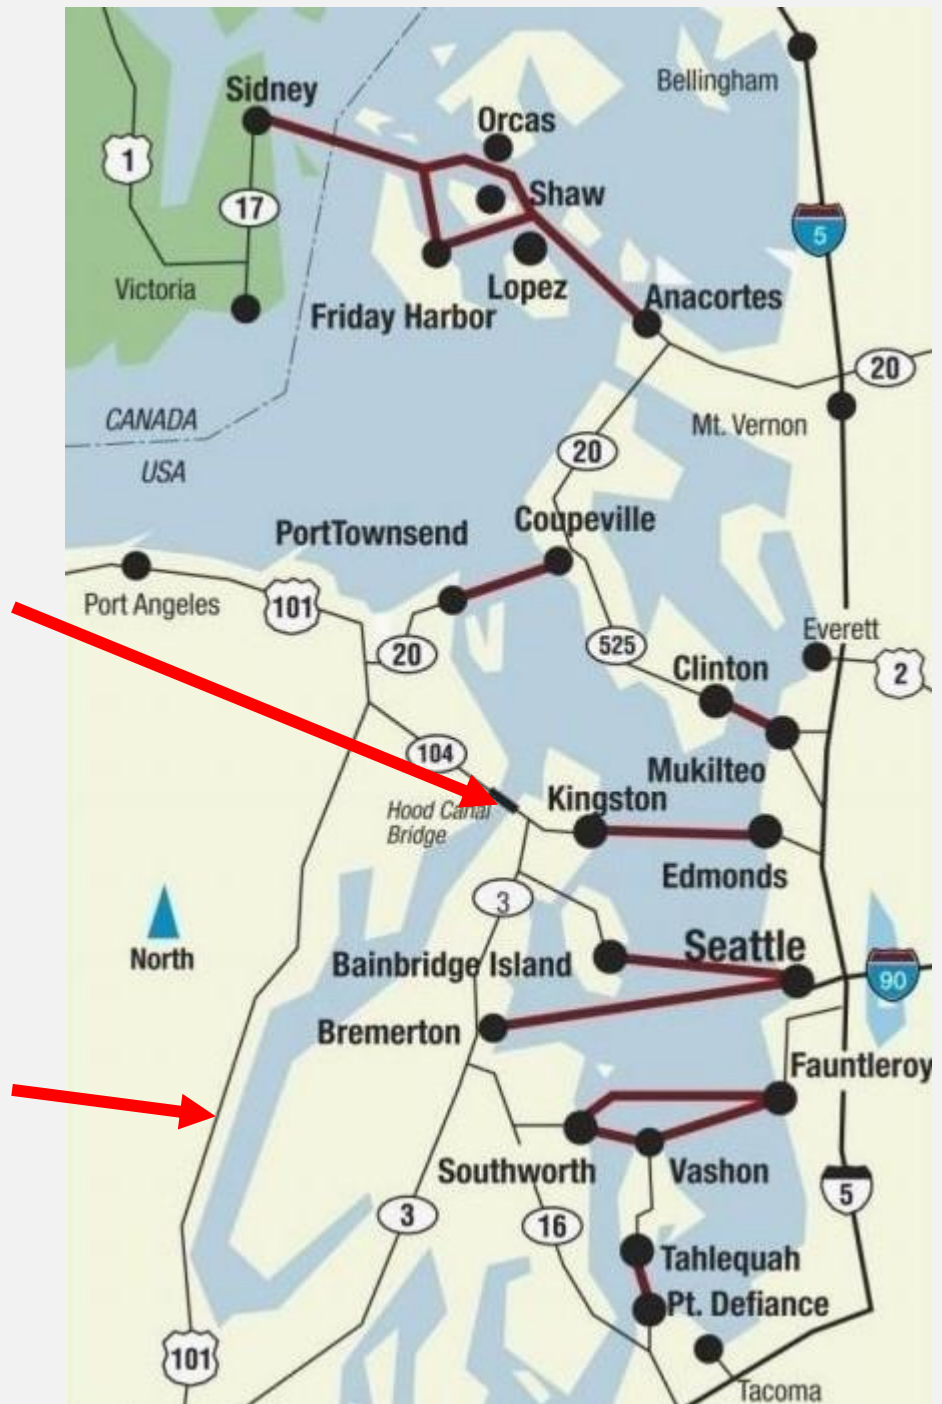 Bellingham
Sidney
Orcas
1
Shaw
17
5
Victoria
Lopez
Friday Harbor
Anacortes
20
CANADA
Mt. Vernon
USA
20
Coupeville
PortTownsend
Port Angeles
101
Everett
525
20
Clinton
2
104
Mukilteo
Hood Canal
Bridge
Kingston
Edmonds
3
North
Bainbridge Island
Seattle
90
Bremerton
Fauntleroy
Southworth
Vashon
5
3
16
Tahlequah
Pt. Defiance
101
Tacoma